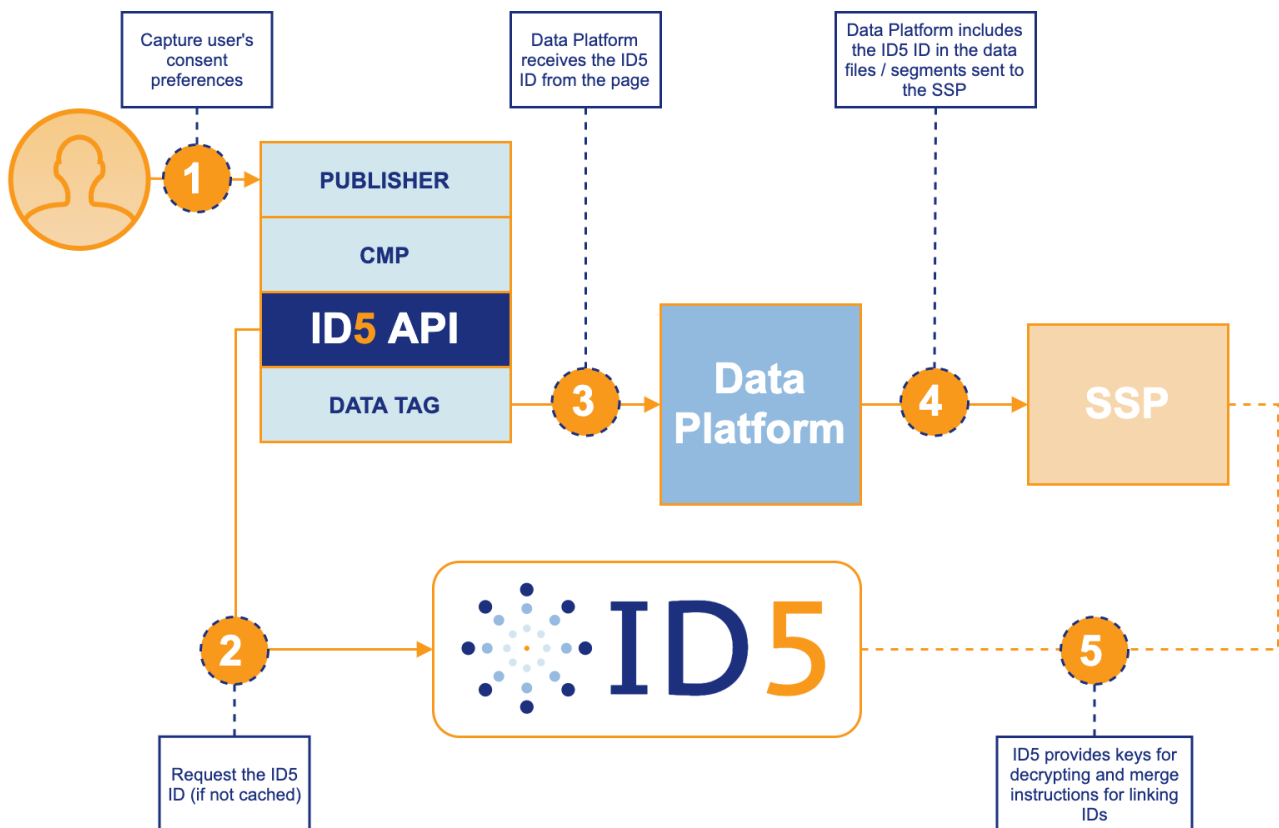 Capture user's
consent
preferences
Data Platform
receives the ID5
ID from the page
Data Platform includes
the ID5 ID in the data
files / segments sent to
the SSP
1
PUBLISHER
CMP
ID5 API
DATA TAG
3
Data
Platform
4
SSP
2
ID5
5
Request the ID5
ID (if not cached)
ID5 provides keys for
decrypting and merge
instructions for linking
IDs